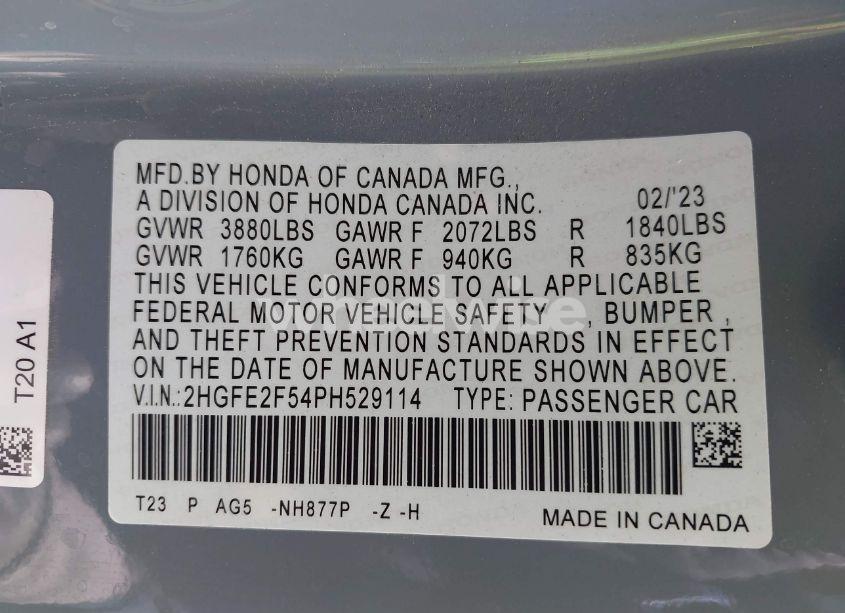 MFD.BY HONDA OF CANADA MFG.,
A DIVISION OF HONDA CANADA INC. 02/'23
GVWR 3880LBS GAWR F 2072LBS R 1840LBS
GVWR 1760KG GAWR F 940KG R 835KG
THIS VEHICLE CONFORMS TO ALL APPLICABLE
FEDERAL MOTOR VEHICLE SAFETY , BUMPER ,
AND THEFT PREVENTION STANDARDS IN EFFECT
ON THE DATE OF MANUFACTURE SHOWN ABOVE.
V.I.N.:2HGFE2F54PH529114 TYPE: PASSENGER CAR
T23 P AG5 -NH877P -Z -H
MADE IN CANADA
T20 A1
wheelwise